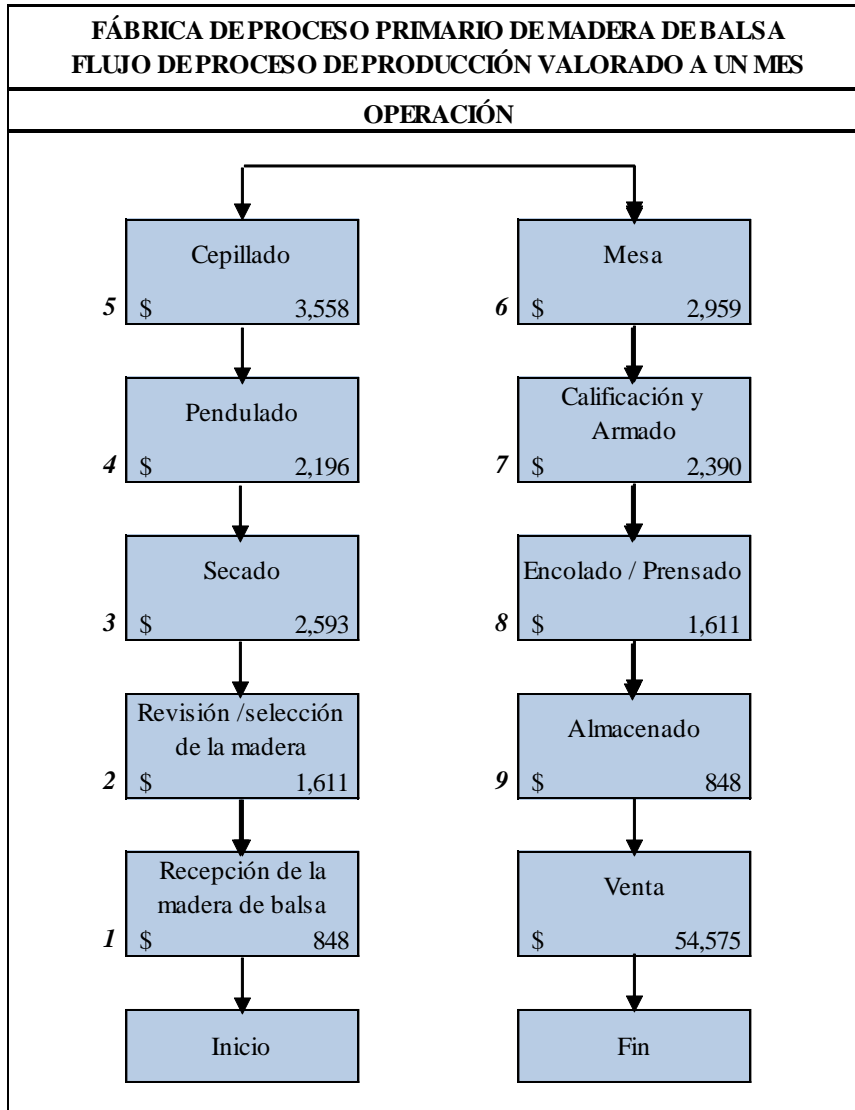 FÁBRICA DE PROCESO PRIMARIO DE MADERA DE BALSA
FLUJO DE PROCESO DE PRODUCCIÓN VALORADO A UN MES
OPERACIÓN
Cepillado
5 $ 3,558
Pendulado
4 $ 2,196
Secado
3 $ 2,593
Revisión /selección
de la madera
2 $ 1,611
Recepción de la
madera de balsa
1 $ 848
Inicio
Mesa
6 $ 2,959
Calificación y
Armado
7 $ 2,390
Encolado / Prensado
8 $ 1,611
Almacenado
9 $ 848
Venta
$ 54,575
Fin